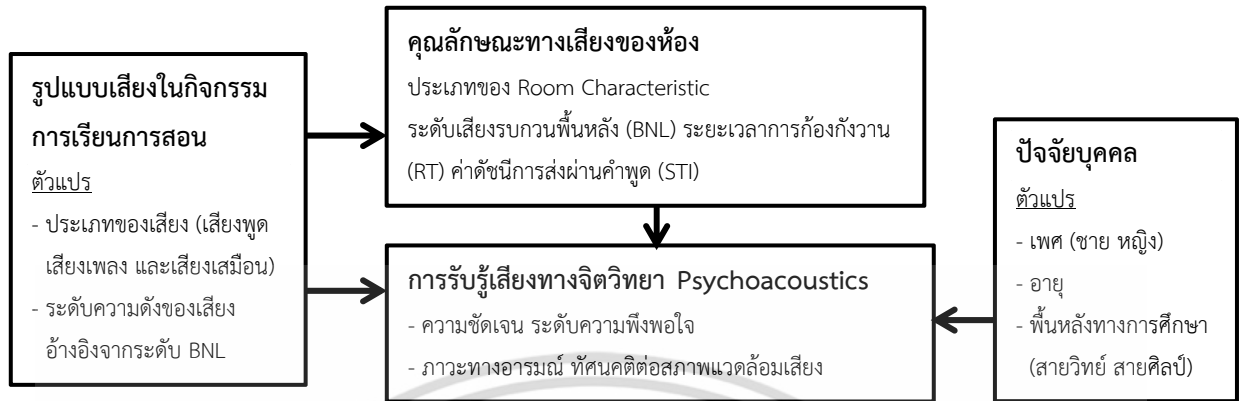 รูปแบบเสียงในกิจกรรม
การเรียนการสอน
ตัวแปร
- ประเภทของเสียง (เสียงพูด
เสียงเพลง และเสียงเสมือน)
- ระดับความดังของเสียง
อ้างอิงจากระดับ BNL
คุณลักษณะทางเสียงของห้อง
ประเภทของ Room Characteristic
ระดับเสียงรบกวนพื้นหลัง (BNL) ระยะเวลาการก้องกังวาน
(RT) ค่าดัชนีการส่งผ่านคำพูด (STI)
การรับรู้เสียงทางจิตวิทยา Psychoacoustics
- ความชัดเจน ระดับความพึงพอใจ
- ภาวะทางอารมณ์ ทัศนคติต่อสภาพแวดล้อมเสียง
ปัจจัยบุคคล
ตัวแปร
- เพศ (ชาย หญิง)
- อายุ
- พื้นหลังทางการศึกษา
(สายวิทย์ สายศิลป์)